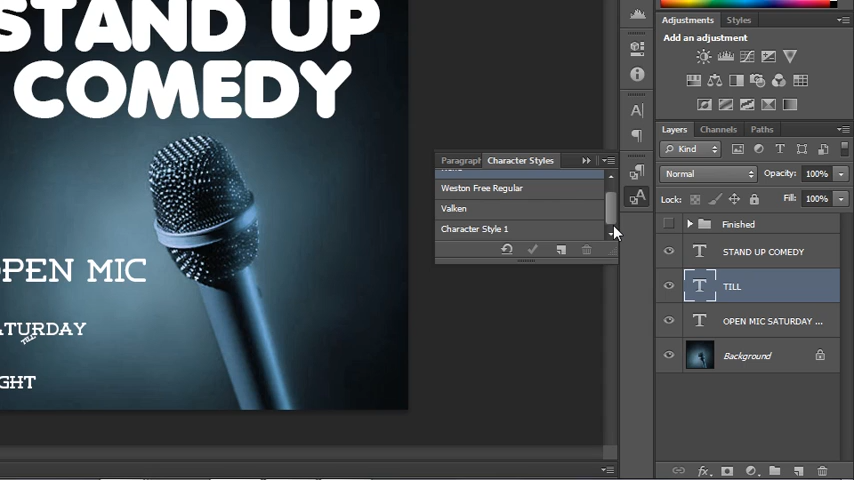 STAND UP
COMEDY
OPEN MIC
SATURDAY
TILL
Paragraph
Character Styles
Weston Free Regular
Valken
Character Style 1
Adjustments
Styles
Add an adjustment
Layers
Channels
Paths
Kind
Normal
Opacity: 100%
Lock:
Fill: 100%
Finished
STAND UP COMEDY
TILL
OPEN MIC SATURDAY ...
Background